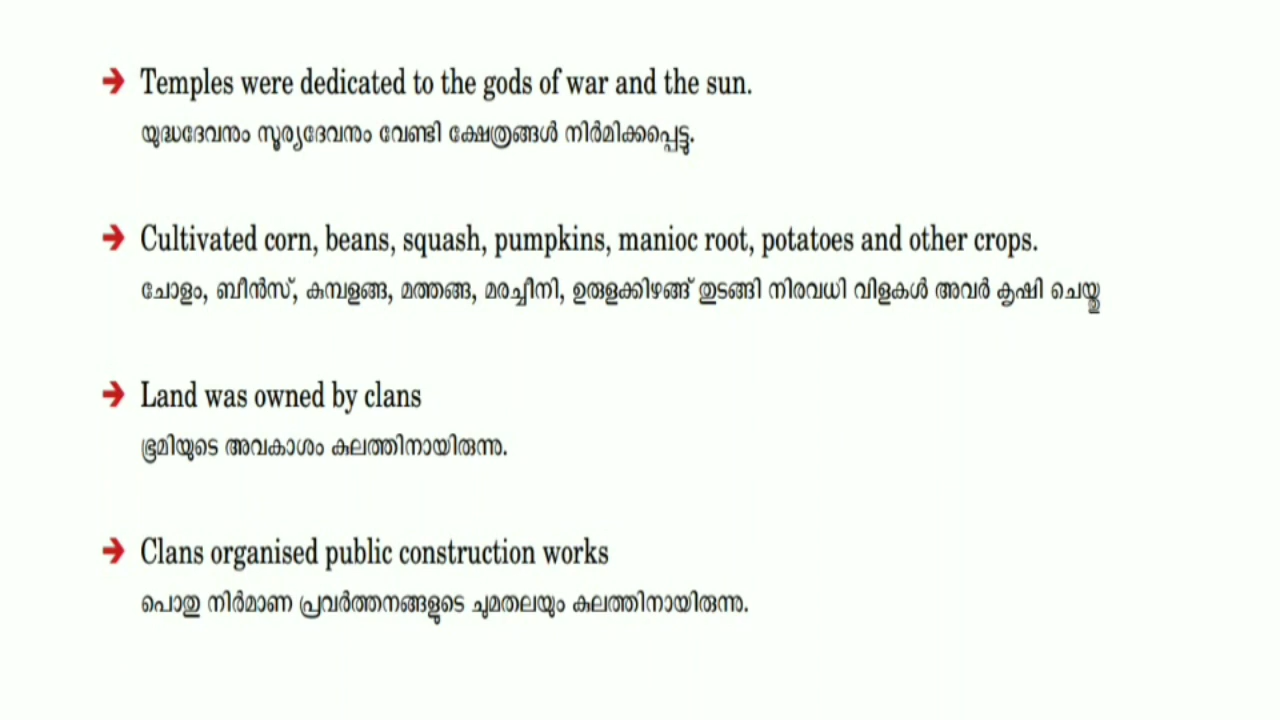 → Temples were dedicated to the gods of war and the sun.
യുദ്ധദേവനും സൂര്യദേവനും വേണ്ടി ക്ഷേത്രങ്ങൾ നിർമിക്കപ്പെട്ടു.
→ Cultivated corn, beans, squash, pumpkins, manioc root, potatoes and other crops.
ചോളം, ബീൻസ്, കുമ്പളങ്ങ, മത്തങ്ങ, മരച്ചീനി, ഉരുളക്കിഴങ്ങ് തുടങ്ങി നിരവധി വിളകൾ അവർ കൃഷി ചെയ്തു
→ Land was owned by clans
ഭൂമിയുടെ അവകാശം കുലത്തിനായിരുന്നു.
→ Clans organised public construction works
പൊതു നിർമാണ പ്രവർത്തനങ്ങളുടെ ചുമതലയും കുലത്തിനായിരുന്നു.